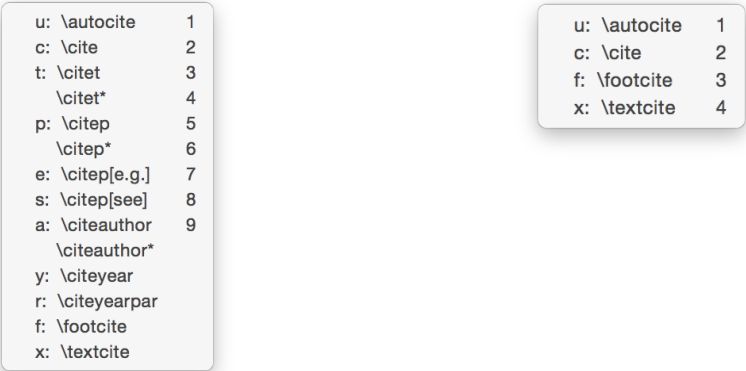 u: \autocite 1
c: \cite 2
t: \citet 3
\citet* 4
p: \citep 5
\citep* 6
e: \citep[e.g.] 7
s: \citep[see] 8
a: \citeauthor 9
\citeauthor*
y: \citeyear
r: \citeyearpar
f: \footcite
x: \textcite
u: \autocite 1
c: \cite 2
f: \footcite 3
x: \textcite 4